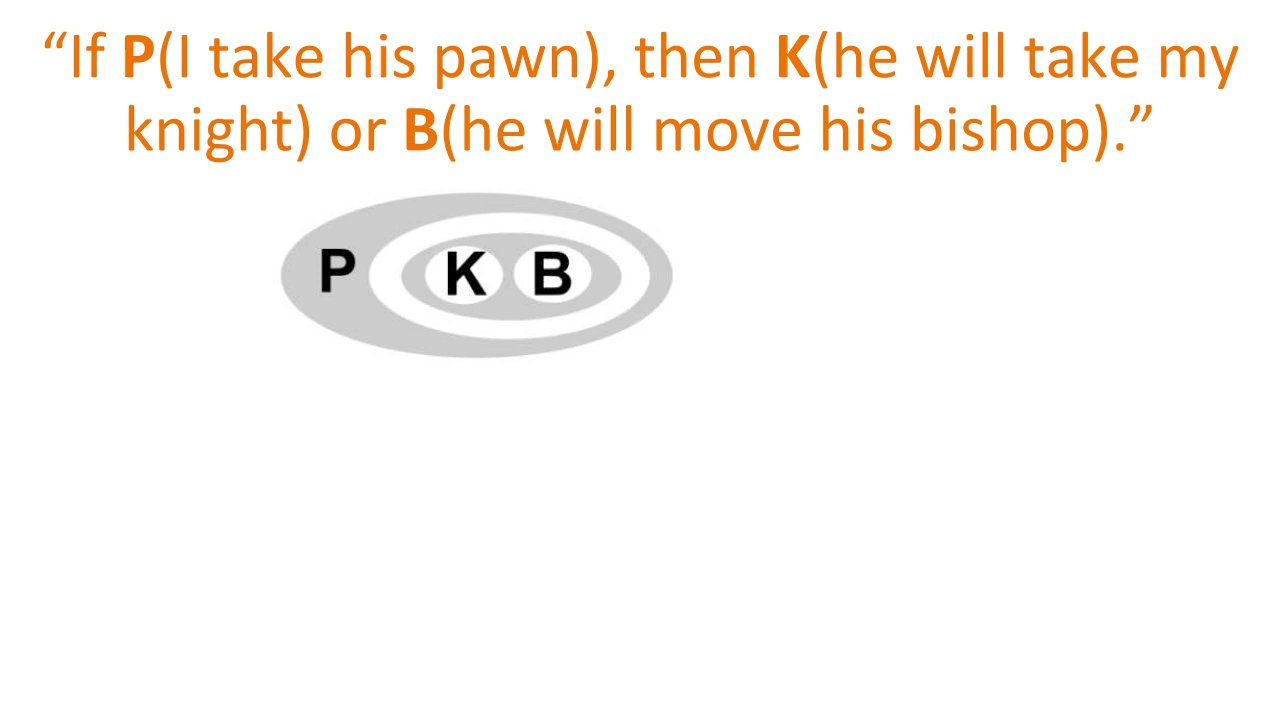 “If P(I take his pawn), then K(he will take my
knight) or B(he will move his bishop).”
P K B